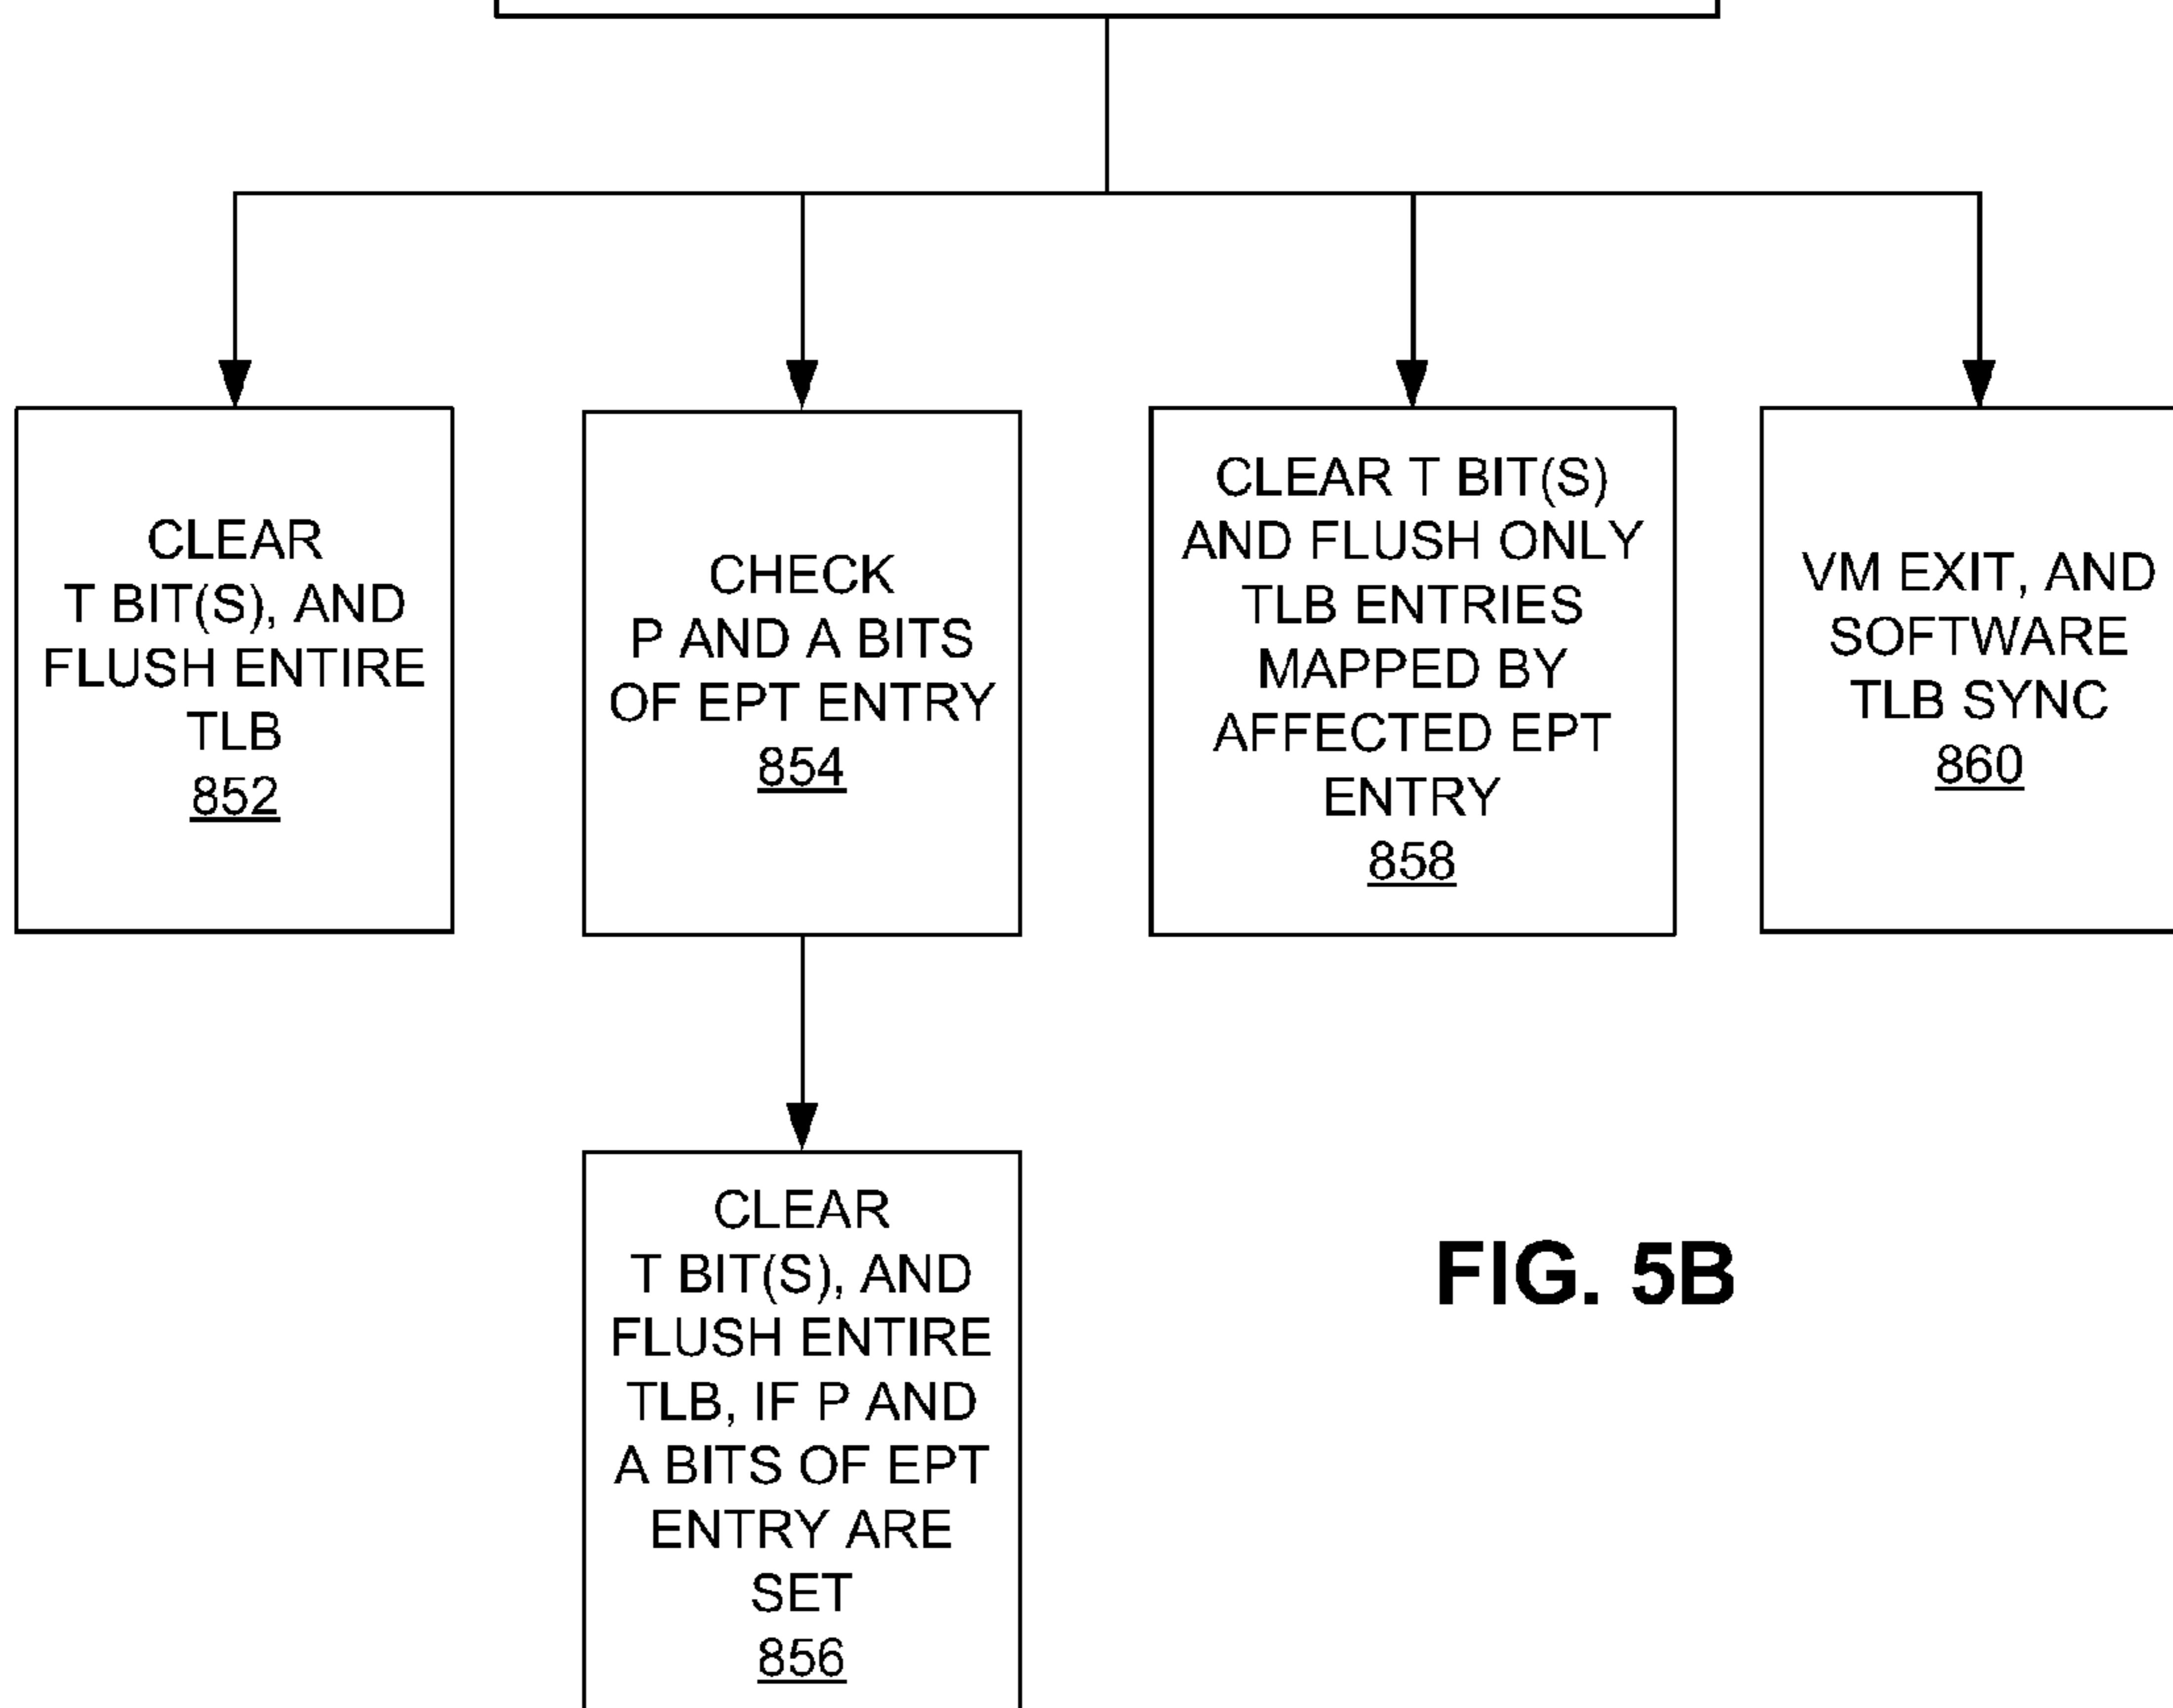 CLEAR
T BIT(S), AND
FLUSH ENTIRE
TLB
852
CHECK
P AND A BITS
OF EPT ENTRY
854
CLEAR T BIT(S)
AND FLUSH ONLY
TLB ENTRIES
MAPPED BY
AFFECTED EPT
ENTRY
858
VM EXIT, AND
SOFTWARE
TLB SYNC
860
CLEAR
T BIT(S), AND
FLUSH ENTIRE
TLB, IF P AND
A BITS OF EPT
ENTRY ARE
SET
856
FIG. 5B